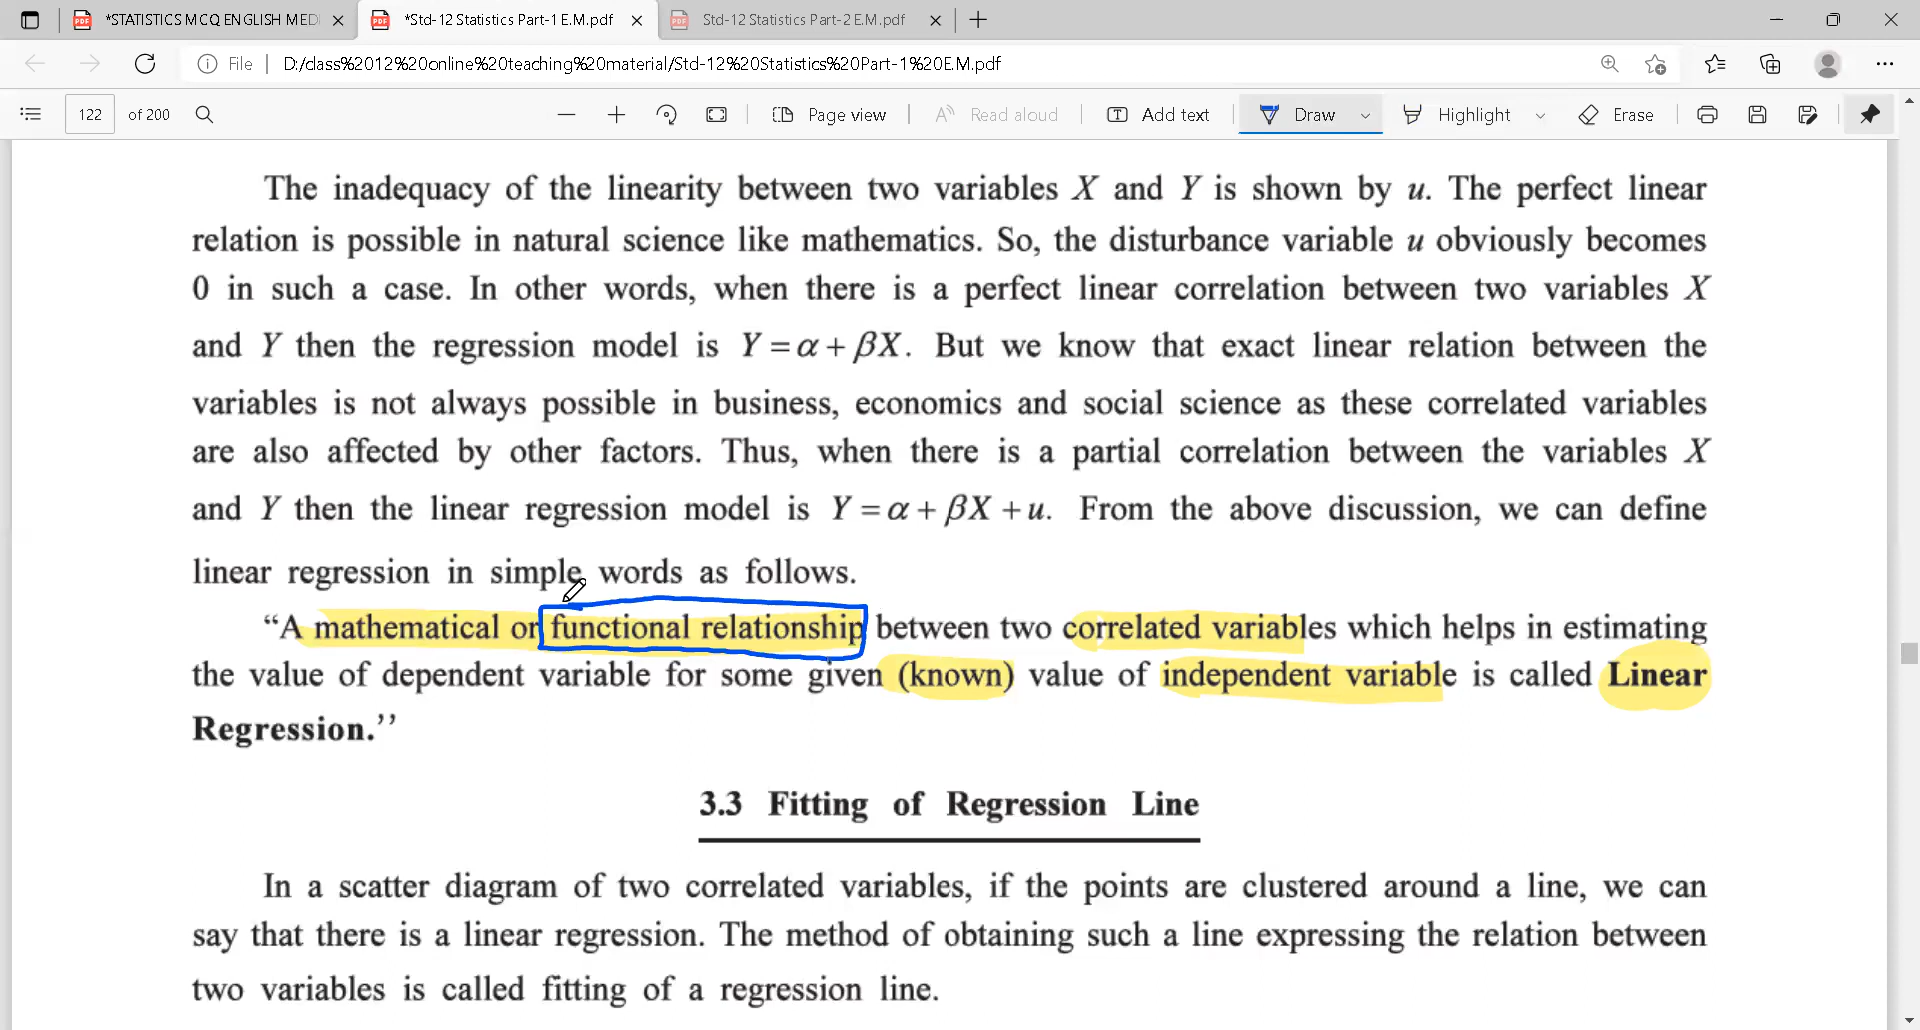 *STATISTICS MCQ ENGLISH MED
*Std-12 Statistics Part-1 E.M.pdf
Std-12 Statistics Part-2 E.M.pdf
File | D:/class%2012%20online%20teaching%20material/Std-12%20Statistics%20Part-1%20E.M.pdf
122 of 200
Page view
Read aloud
Add text
Draw
Highlight
Erase
The inadequacy of the linearity between two variables X and Y is shown by u. The perfect linear
relation is possible in natural science like mathematics. So, the disturbance variable u obviously becomes
0 in such a case. In other words, when there is a perfect linear correlation between two variables X
and Y then the regression model is Y = α + βX. But we know that exact linear relation between the
variables is not always possible in business, economics and social science as these correlated variables
are also affected by other factors. Thus, when there is a partial correlation between the variables X
and Y then the linear regression model is Y = α + βX + u. From the above discussion, we can define
linear regression in simple words as follows.
“A mathematical or functional relationship between two correlated variables which helps in estimating
the value of dependent variable for some given (known) value of independent variable is called Linear
Regression.’’
3.3 Fitting of Regression Line
In a scatter diagram of two correlated variables, if the points are clustered around a line, we can
say that there is a linear regression. The method of obtaining such a line expressing the relation between
two variables is called fitting of a regression line.